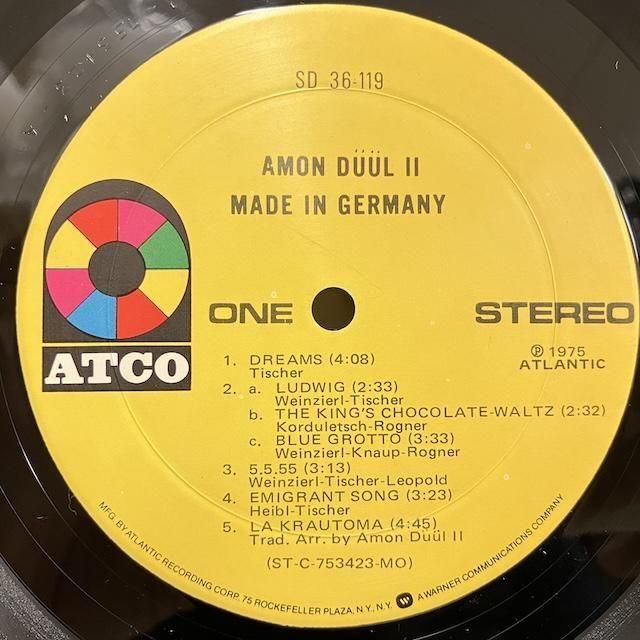 SD 36-119
AMON DÜÜL II
MADE IN GERMANY
ATCO
ONE
STEREO
℗ 1975
ATLANTIC
1. DREAMS (4:08)
Tischer
2. a. LUDWIG (2:33)
Weinzierl-Tischer
b. THE KING'S CHOCOLATE-WALTZ (2:32)
Korduletsch-Rogner
c. BLUE GROTTO (3:33)
Weinzierl-Knaup-Rogner
3. 5.5.55 (3:13)
Weinzierl-Tischer-Leopold
4. EMIGRANT SONG (3:23)
Heibl-Tischer
5. LA KRAUTOMA (4:45)
Trad. Arr. by Amon Düül II
(ST-C-753423-MO)
MFG. BY ATLANTIC RECORDING CORP. 75 ROCKEFELLER PLAZA, N.Y., N.Y. A WARNER COMMUNICATIONS COMPANY